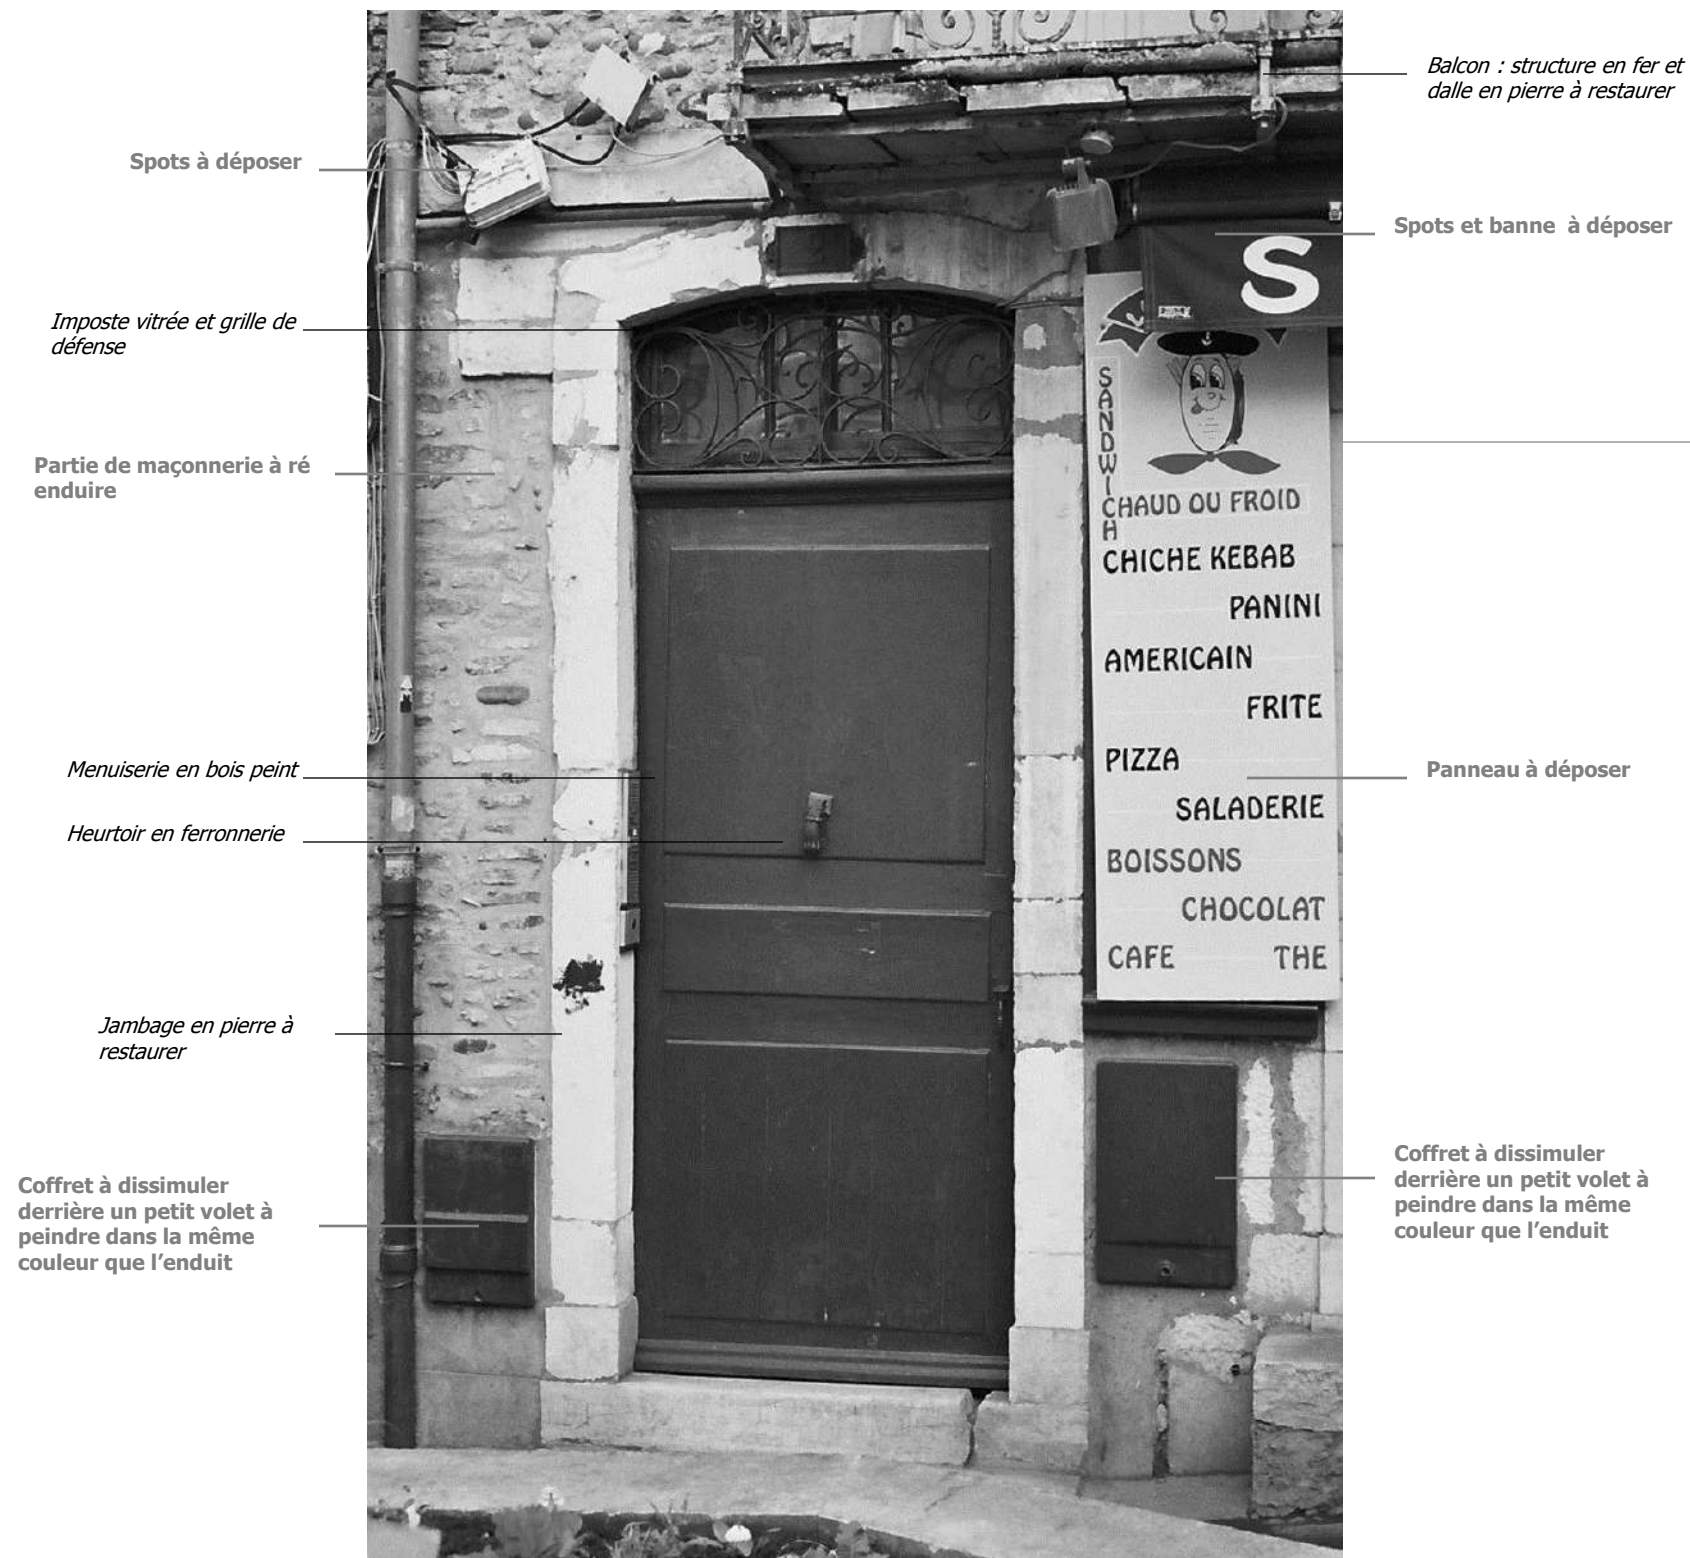 Balcon : structure en fer et
dalle en pierre à restaurer
Spots à déposer
Spots et banne à déposer
S
Imposte vitrée et grille de
défense
Partie de maçonnerie à ré
enduire
SANDWICH
CHAUD OU FROID
CHICHE KEBAB
PANINI
AMERICAIN
FRITE
PIZZA
SALADERIE
BOISSONS
CHOCOLAT
CAFE THE
Menuiserie en bois peint
Panneau à déposer
Heurtoir en ferronnerie
Jambage en pierre à
restaurer
Coffret à dissimuler
derrière un petit volet à
peindre dans la même
couleur que l’enduit
Coffret à dissimuler
derrière un petit volet à
peindre dans la même
couleur que l’enduit